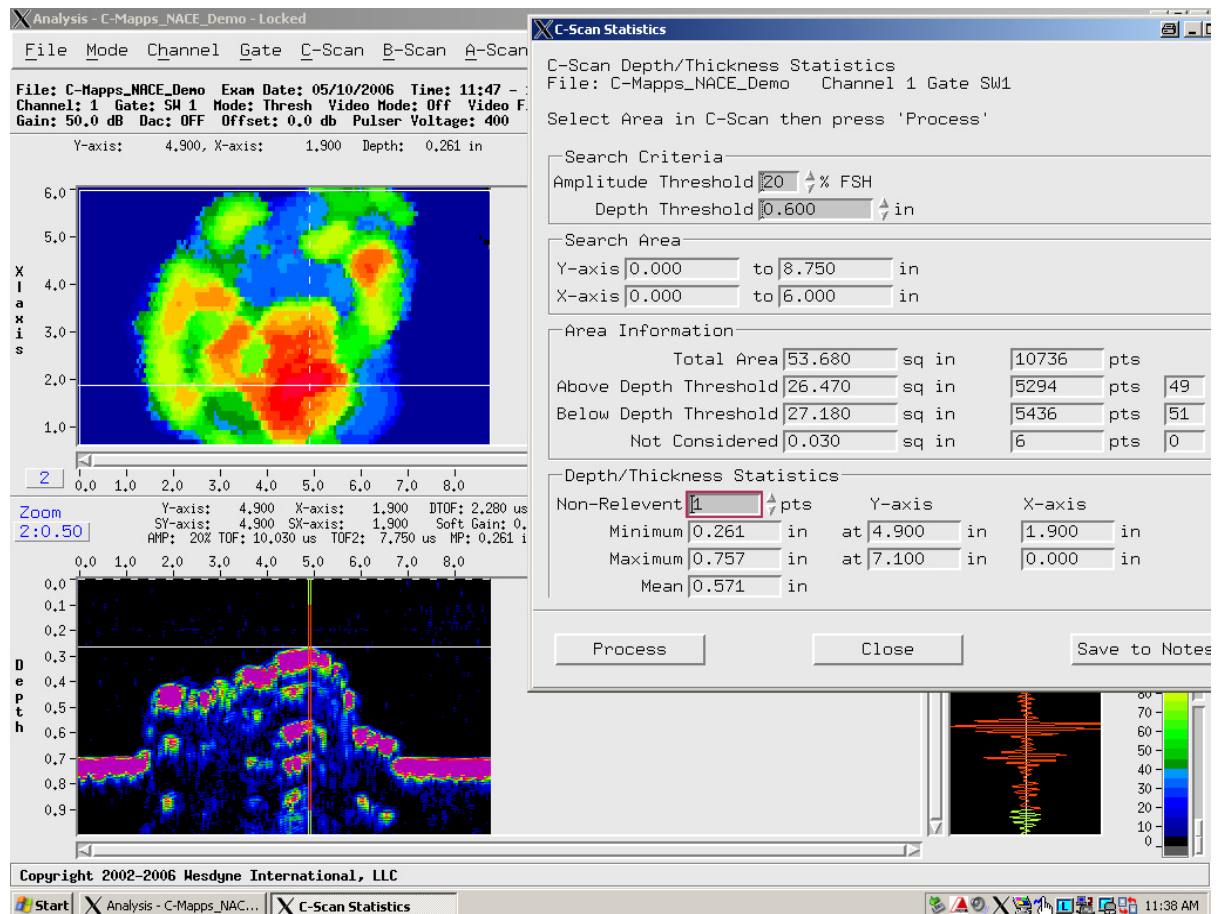 Analysis - C-Mapps_NACE_Demo - Locked
File Mode Channel Gate C-Scan B-Scan A-Scan
File: C-Mapps_NACE_Demo Exam Date: 05/10/2006 Time: 11:47 -
Channel: 1 Gate: SW 1 Mode: Thresh Video Mode: Off Video F
Gain: 50.0 dB Dac: OFF Offset: 0.0 db Pulser Voltage: 400
Y-axis: 4.900, X-axis: 1.900 Depth: 0.261 in
6.0
5.0
4.0
3.0
2.0
1.0
X
l
a
x
i
s
2
0.0 1.0 2.0 3.0 4.0 5.0 6.0 7.0 8.0
Zoom
2:0.50
Y-axis: 4.900 X-axis: 1.900 DTOF: 2.280 us
SY-axis: 4.900 SX-axis: 1.900 Soft Gain: 0.
AMP: 20% TOF: 10.030 us TOF2: 7.750 us MP: 0.261 i
0.0 1.0 2.0 3.0 4.0 5.0 6.0 7.0 8.0
0.0
0.1
0.2
0.3
0.4
0.5
0.6
0.7
0.8
0.9
Depth
C-Scan Statistics
C-Scan Depth/Thickness Statistics
File: C-Mapps_NACE_Demo Channel 1 Gate SW1
Select Area in C-Scan then press 'Process'
Search Criteria
Amplitude Threshold 20 % FSH
Depth Threshold 0.600 in
Search Area
Y-axis 0.000 to 8.750 in
X-axis 0.000 to 6.000 in
Area Information
Total Area 53.680 sq in 10736 pts
Above Depth Threshold 26.470 sq in 5294 pts 49
Below Depth Threshold 27.180 sq in 5436 pts 51
Not Considered 0.030 sq in 6 pts 0
Depth/Thickness Statistics
Non-Relevent 1 pts Y-axis X-axis
Minimum 0.261 in at 4.900 in 1.900 in
Maximum 0.757 in at 7.100 in 0.000 in
Mean 0.571 in
Process Close Save to Notes
80
70
60
50
40
30
20
10
0
Copyright 2002-2006 Wesdyne International, LLC
Start Analysis - C-Mapps_NAC... C-Scan Statistics 11:38 AM